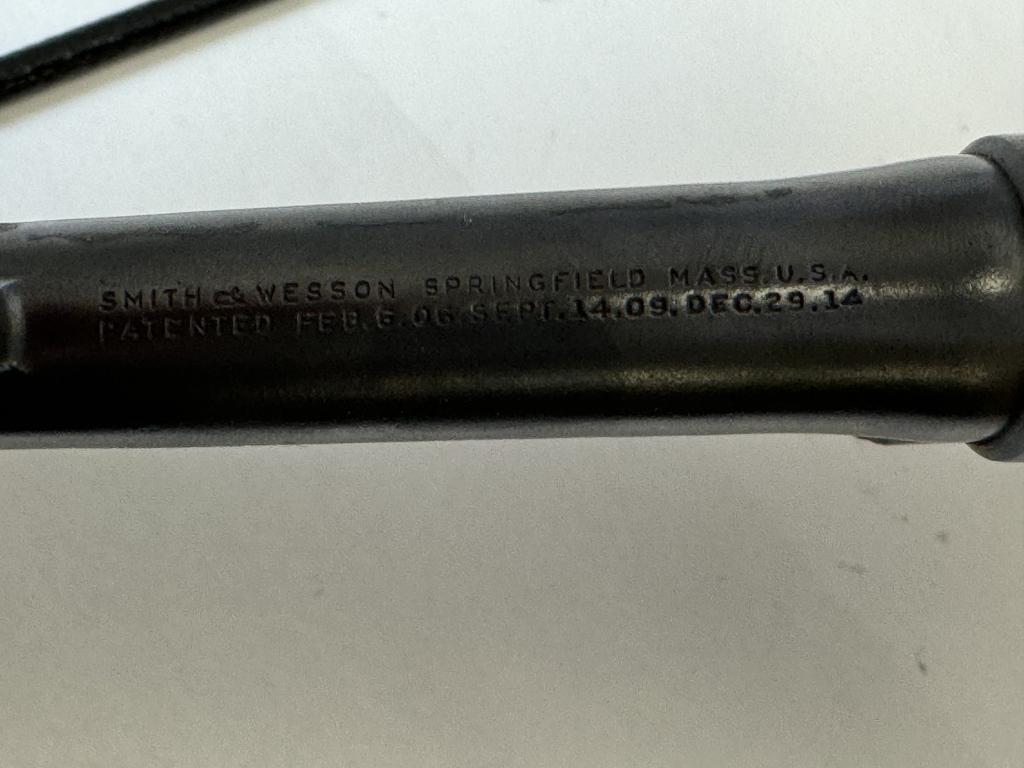 SMITH & WESSON SPRINGFIELD MASS. U.S.A.
PATENTED FEB.6.06.SEPT.14.09.DEC.29.14